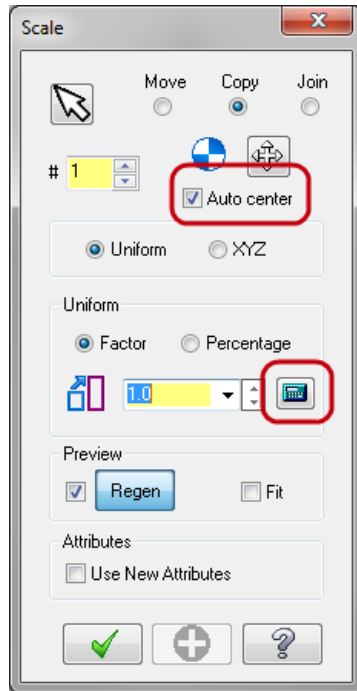 Scale
Move Copy Join
# 1
Auto center
Uniform XYZ
Uniform
Factor Percentage
1.0
Preview
Regen Fit
Attributes
Use New Attributes